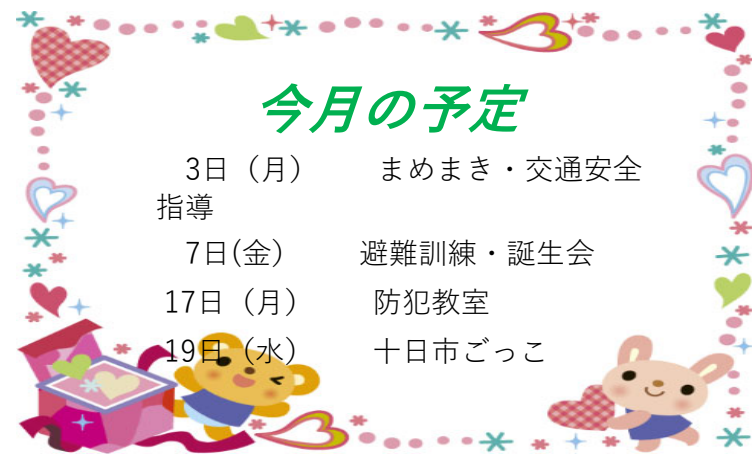 今月の予定
3日（月）　　まめまき・交通安全
指導
7日(金)　　避難訓練・誕生会
17日（月）　　防犯教室
19日（水）　　十日市ごっこ